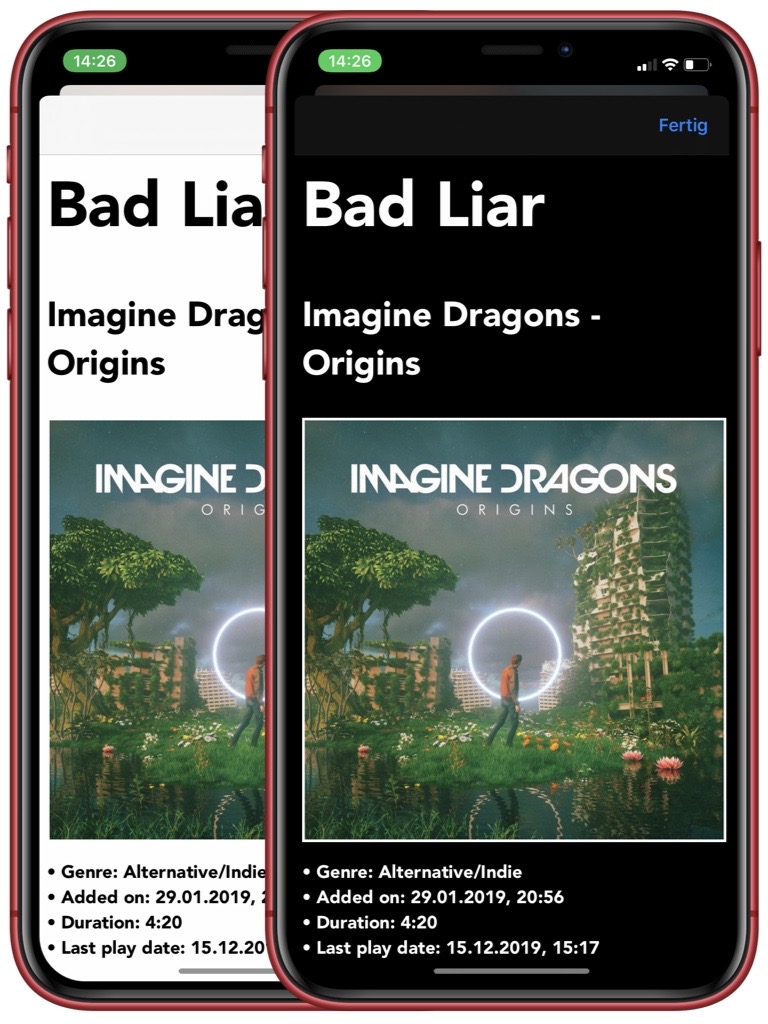 14:26
Bad Lia
Imagine Drag
Origins
IMAGINE D
ORIG
• Genre: Alternative/Indie
• Added on: 29.01.2019, 2
• Duration: 4:20
• Last play date: 15.12.20
14:26
Fertig
Bad Liar
Imagine Dragons -
Origins
IMAGINE DRAGONS
ORIGINS
• Genre: Alternative/Indie
• Added on: 29.01.2019, 20:56
• Duration: 4:20
• Last play date: 15.12.2019, 15:17